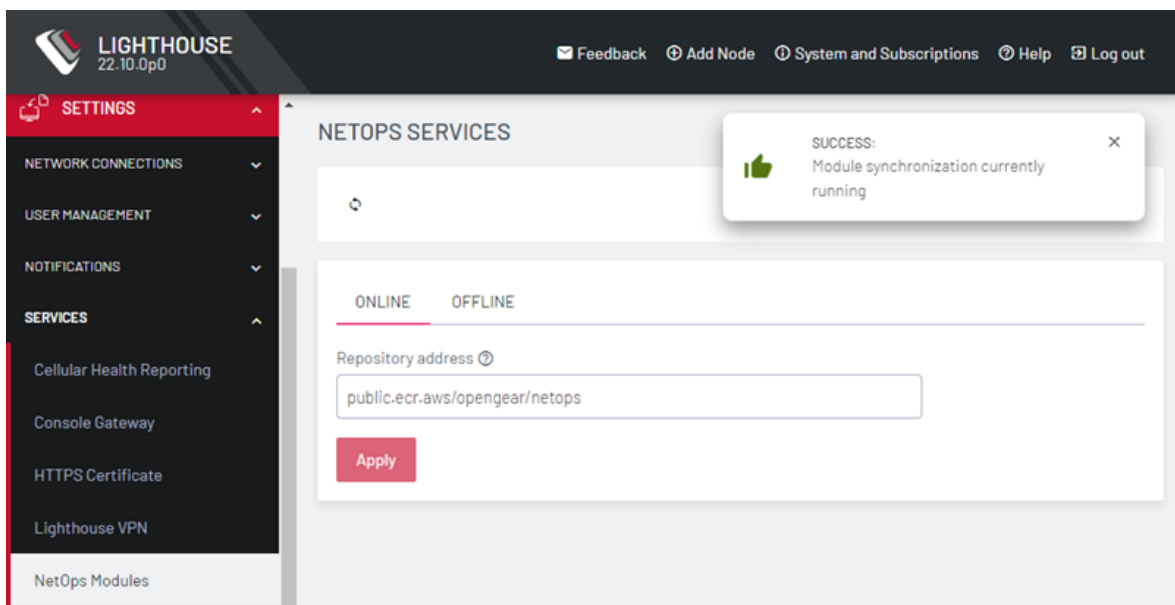 LIGHTHOUSE
22.10.0p0
Feedback
Add Node
System and Subscriptions
Help
Log out
SETTINGS
NETWORK CONNECTIONS
USER MANAGEMENT
NOTIFICATIONS
SERVICES
Cellular Health Reporting
Console Gateway
HTTPS Certificate
Lighthouse VPN
NetOps Modules
NETOPS SERVICES
SUCCESS:
Module synchronization currently
running
ONLINE
OFFLINE
Repository address
public.ecr.aws/opengear/netops
Apply